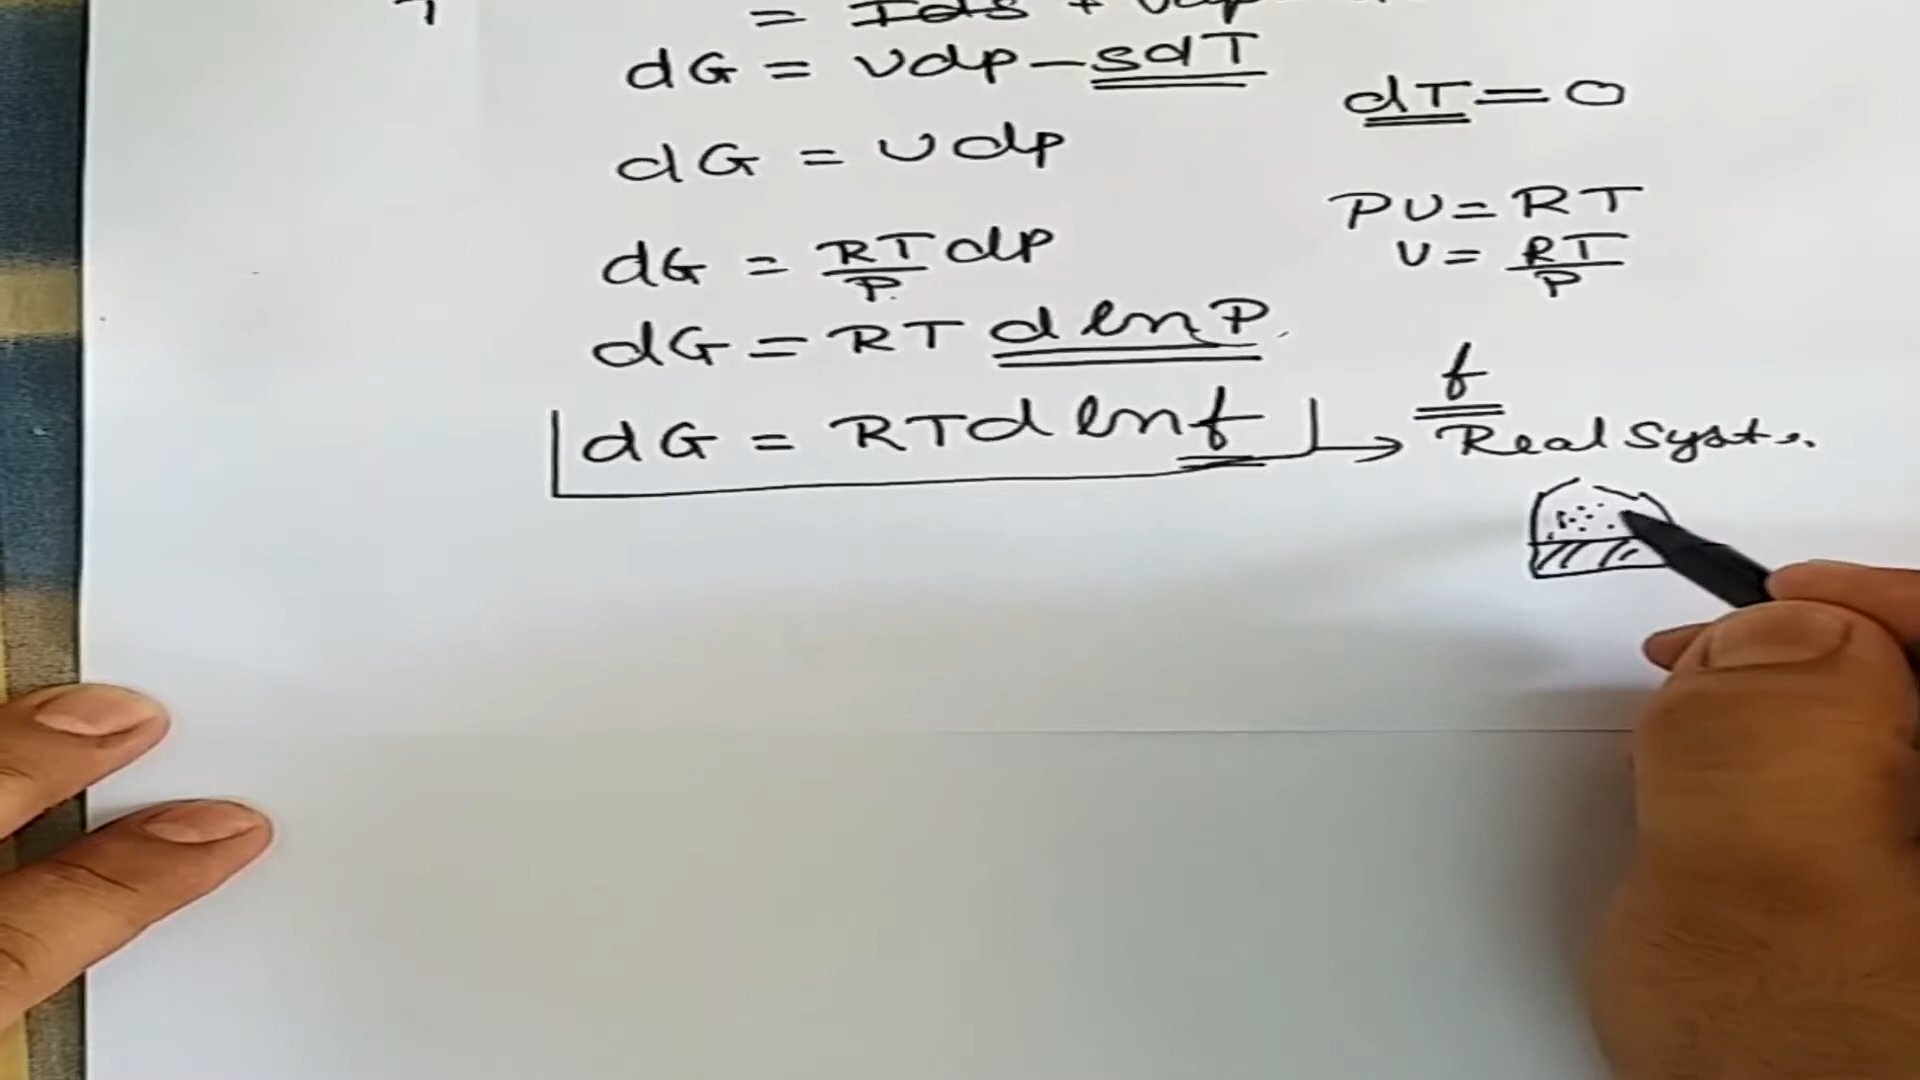 dG = vdp - sdT
dT = 0
dG = vdp
PV = RT
dG = RT/P dp
V = RT/P
dG = RT d ln P
f
dG = RT d ln f → Real Syst